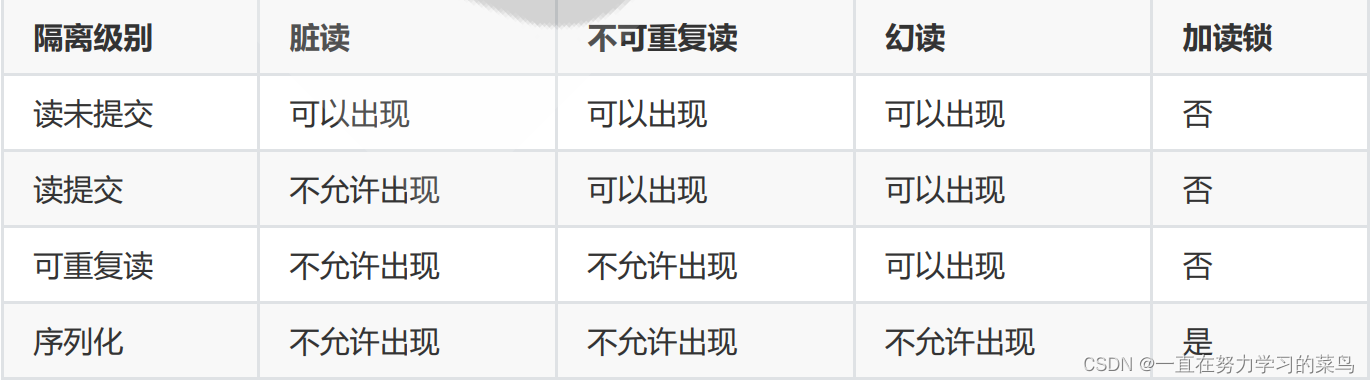 隔离级别 脏读 不可重复读 幻读 加读锁
读未提交 可以出现 可以出现 可以出现 否
读提交 不允许出现 可以出现 可以出现 否
可重复读 不允许出现 不允许出现 可以出现 否
序列化 不允许出现 不允许出现 不允许出现 是
CSDN @一直在努力学习的菜鸟